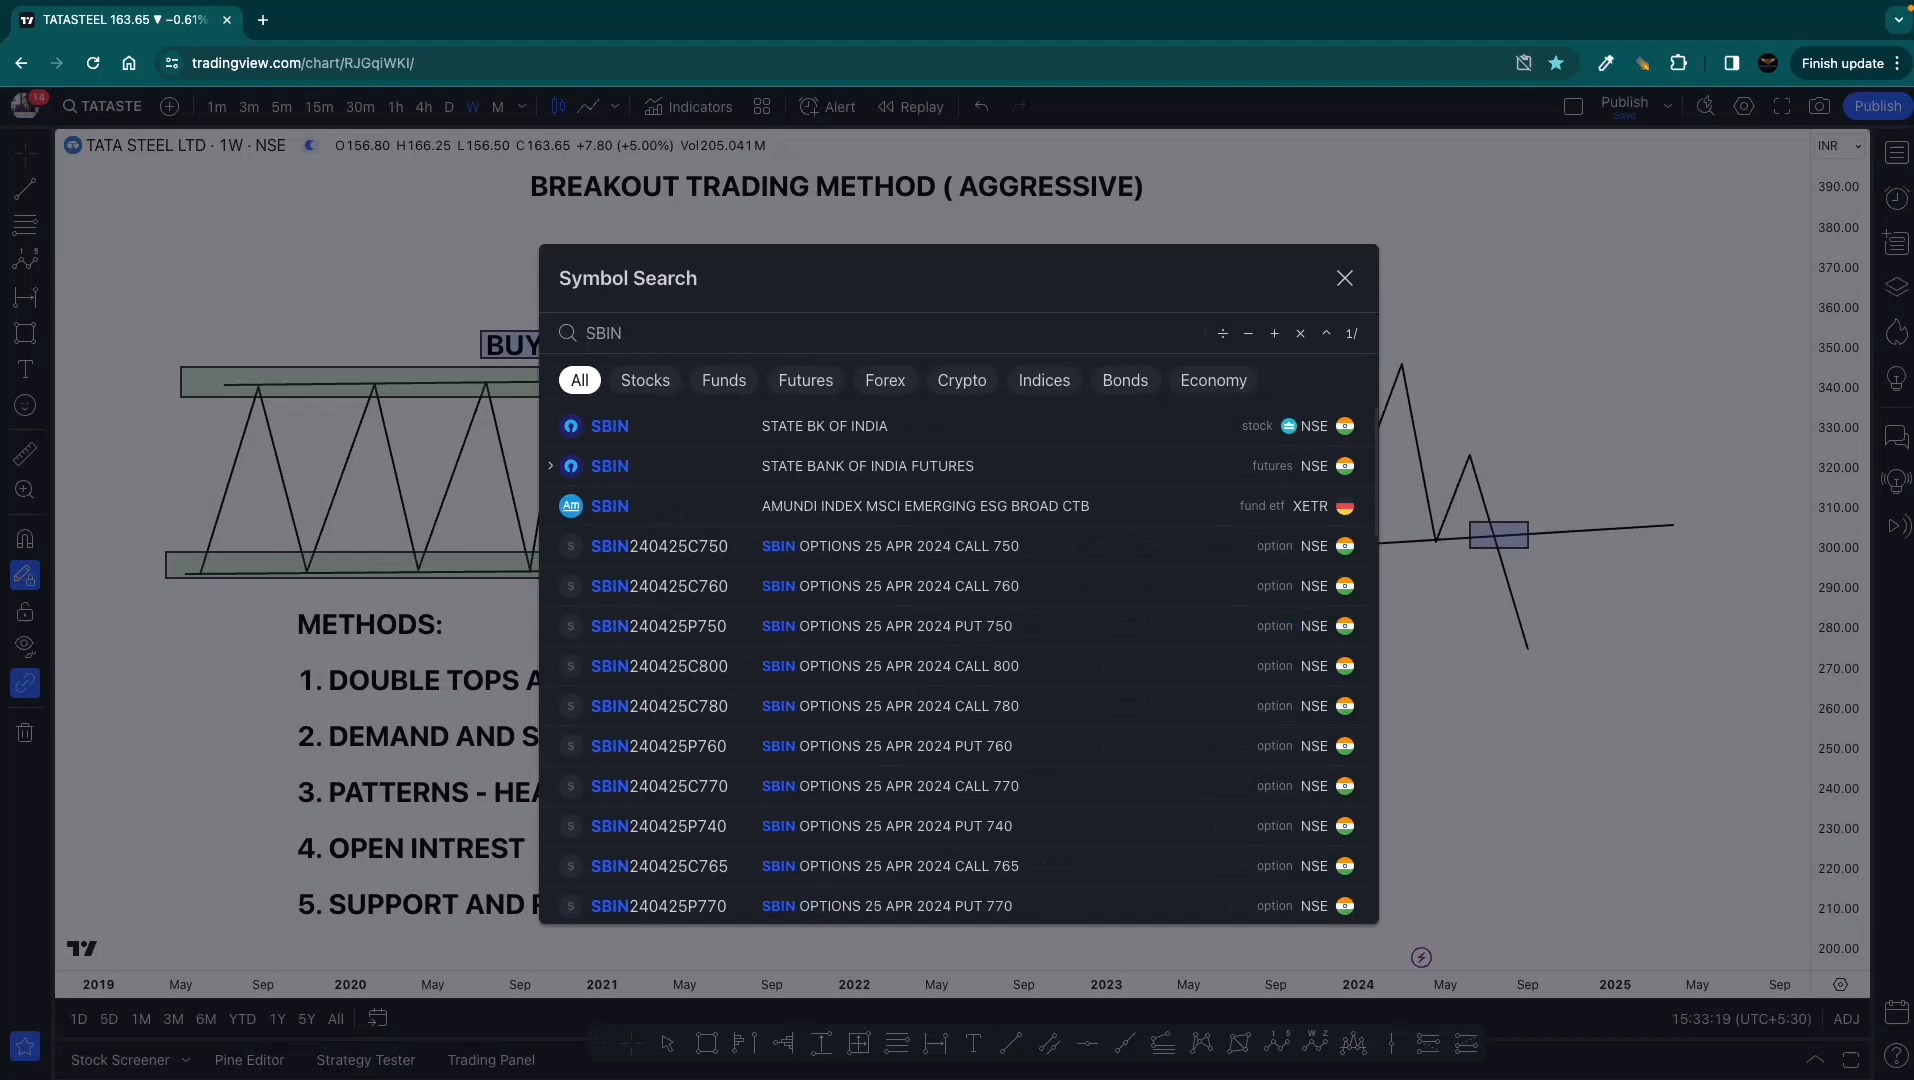 TATASTEEL 163.65 ▼ −0.61%
tradingview.com/chart/RJGqiWKI/
Finish update
14
TATASTE
1m 3m 5m 15m 30m 1h 4h D W M
Indicators
Alert
Replay
Publish
Save
Publish
TATA STEEL LTD · 1W · NSE
O156.80 H166.25 L156.50 C163.65 +7.80 (+5.00%) Vol205.041M
INR
BREAKOUT TRADING METHOD ( AGGRESSIVE)
BUY
METHODS:
1. DOUBLE TOPS A
2. DEMAND AND S
3. PATTERNS - HEA
4. OPEN INTREST
5. SUPPORT AND R
Symbol Search
SBIN
÷ − + × ^ 1/
All Stocks Funds Futures Forex Crypto Indices Bonds Economy
SBIN STATE BK OF INDIA stock NSE
SBIN STATE BANK OF INDIA FUTURES futures NSE
Am SBIN AMUNDI INDEX MSCI EMERGING ESG BROAD CTB fund etf XETR
S SBIN240425C750 SBIN OPTIONS 25 APR 2024 CALL 750 option NSE
S SBIN240425C760 SBIN OPTIONS 25 APR 2024 CALL 760 option NSE
S SBIN240425P750 SBIN OPTIONS 25 APR 2024 PUT 750 option NSE
S SBIN240425C800 SBIN OPTIONS 25 APR 2024 CALL 800 option NSE
S SBIN240425C780 SBIN OPTIONS 25 APR 2024 CALL 780 option NSE
S SBIN240425P760 SBIN OPTIONS 25 APR 2024 PUT 760 option NSE
S SBIN240425C770 SBIN OPTIONS 25 APR 2024 CALL 770 option NSE
S SBIN240425P740 SBIN OPTIONS 25 APR 2024 PUT 740 option NSE
S SBIN240425C765 SBIN OPTIONS 25 APR 2024 CALL 765 option NSE
S SBIN240425P770 SBIN OPTIONS 25 APR 2024 PUT 770 option NSE
390.00
380.00
370.00
360.00
350.00
340.00
330.00
320.00
310.00
300.00
290.00
280.00
270.00
260.00
250.00
240.00
230.00
220.00
210.00
200.00
2019 May Sep 2020 May Sep 2021 May Sep 2022 May Sep 2023 May Sep 2024 May Sep 2025 May Sep
1D 5D 1M 3M 6M YTD 1Y 5Y All
15:33:19 (UTC+5:30) ADJ
Stock Screener Pine Editor Strategy Tester Trading Panel